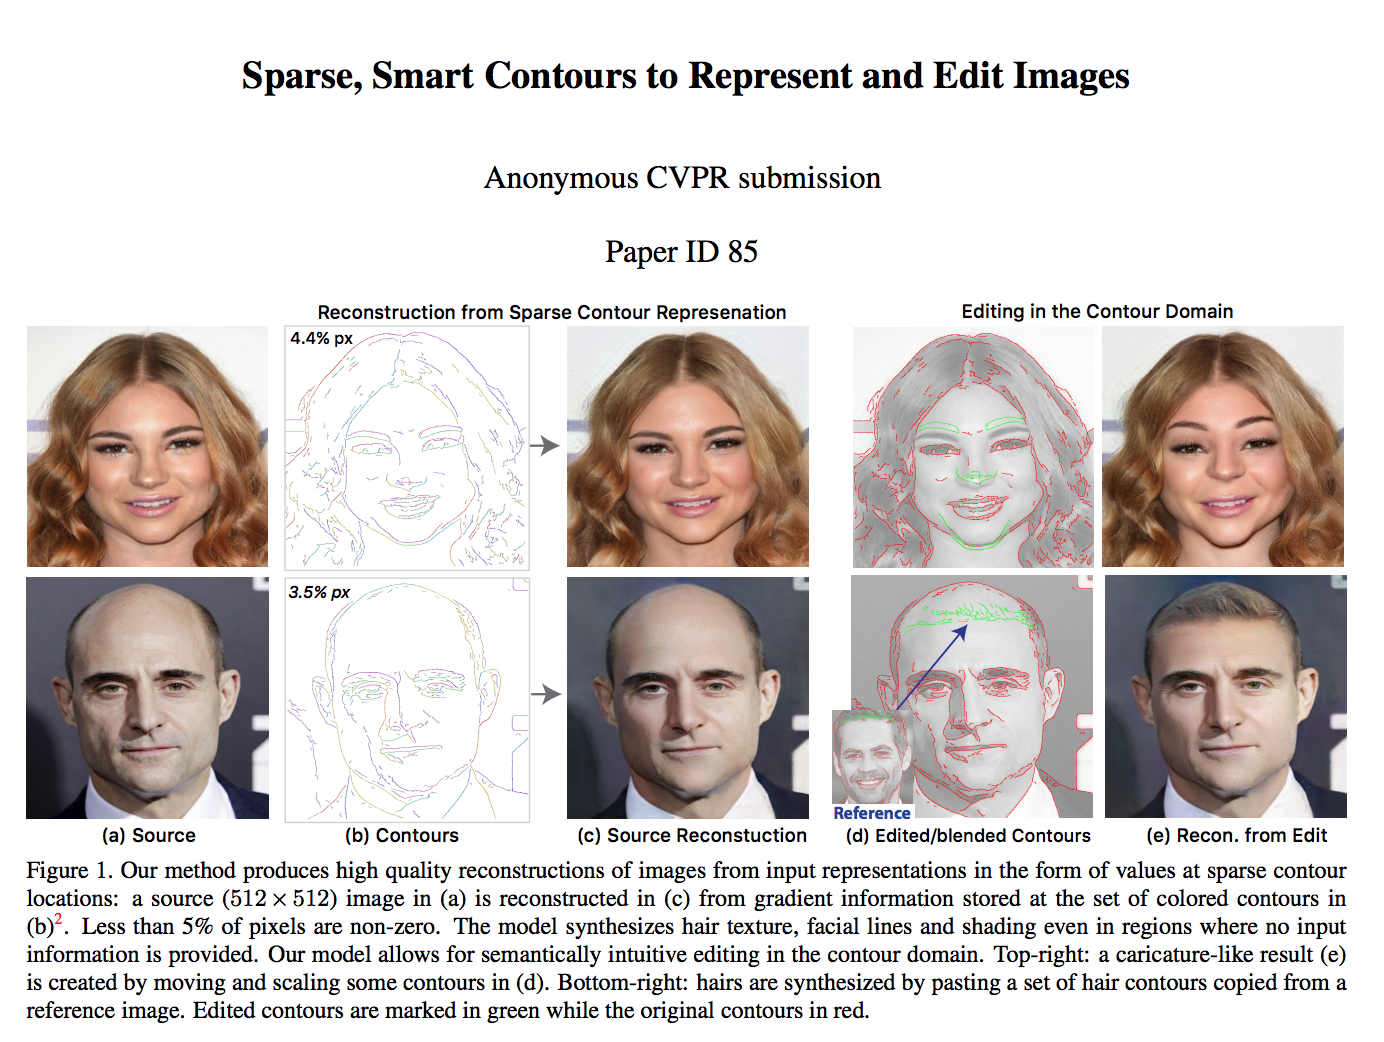 Sparse, Smart Contours to Represent and Edit Images
Anonymous CVPR submission
Paper ID 85
Reconstruction from Sparse Contour Represenation
Editing in the Contour Domain
4.4% px
3.5% px
Reference
(a) Source
(b) Contours
(c) Source Reconstuction
(d) Edited/blended Contours
(e) Recon. from Edit
Figure 1. Our method produces high quality reconstructions of images from input representations in the form of values at sparse contour
locations: a source (512 × 512) image in (a) is reconstructed in (c) from gradient information stored at the set of colored contours in
(b)2. Less than 5% of pixels are non-zero. The model synthesizes hair texture, facial lines and shading even in regions where no input
information is provided. Our model allows for semantically intuitive editing in the contour domain. Top-right: a caricature-like result (e)
is created by moving and scaling some contours in (d). Bottom-right: hairs are synthesized by pasting a set of hair contours copied from a
reference image. Edited contours are marked in green while the original contours in red.